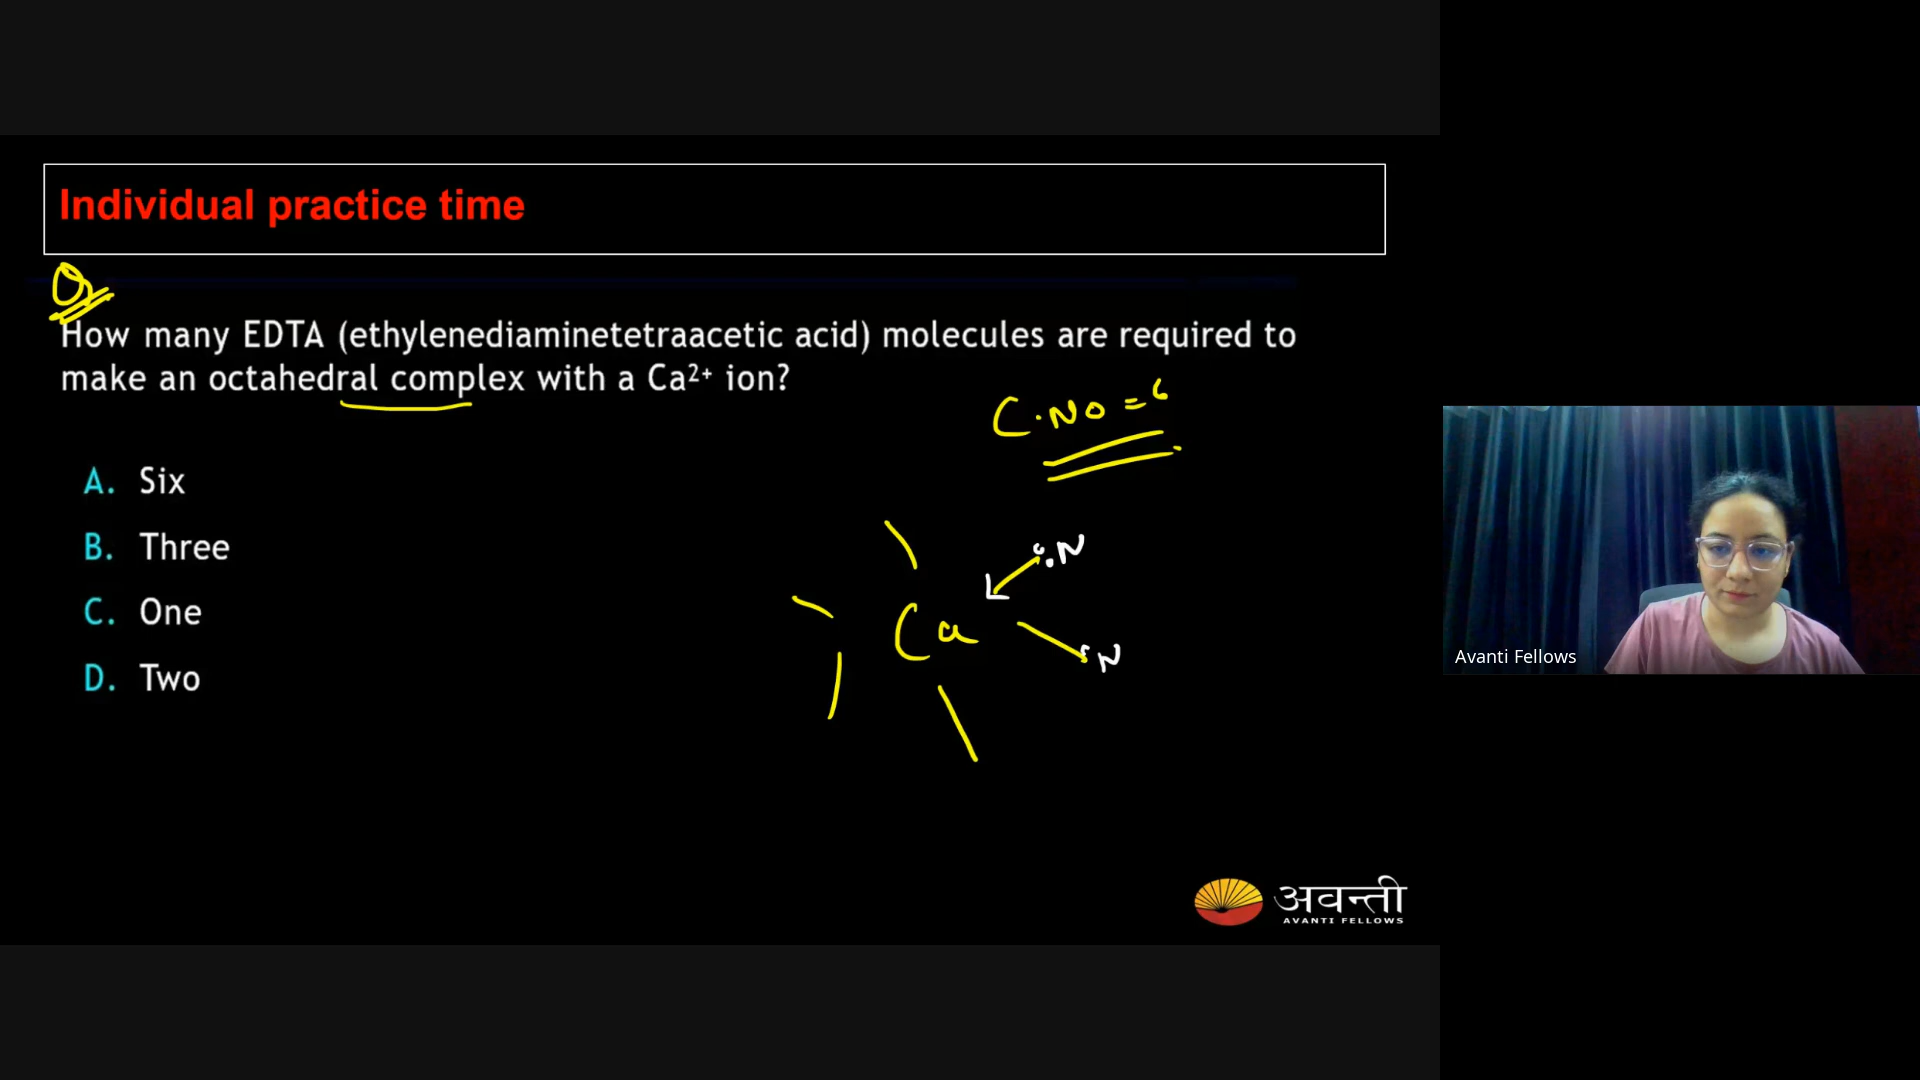 Individual practice time
Q
How many EDTA (ethylenediaminetetraacetic acid) molecules are required to
make an octahedral complex with a Ca²⁺ ion?
C.NO = 6
A. Six
B. Three
C. One
D. Two
:N
Ca
:N
Avanti Fellows
अवन्ती
AVANTI FELLOWS